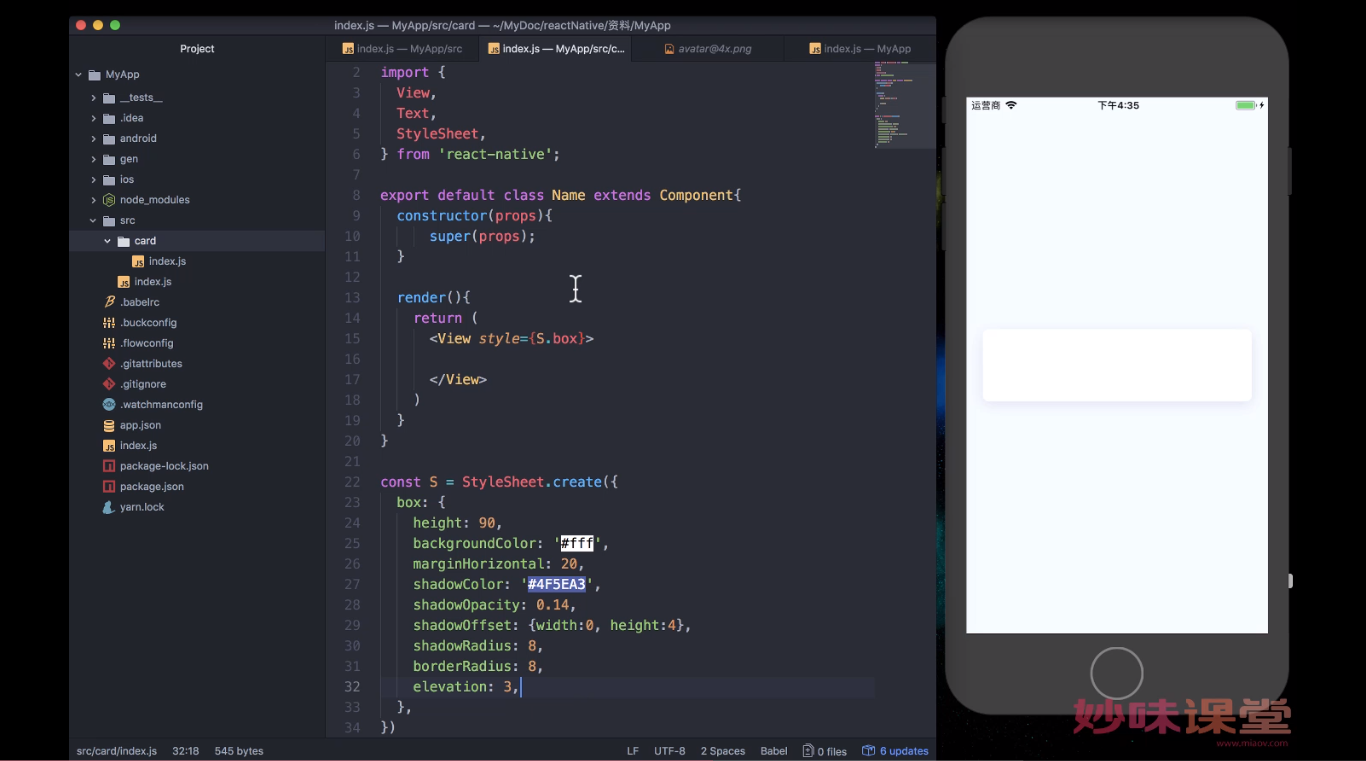 index.js — MyApp/src/card — ~/MyDoc/reactNative/资料/MyApp
Project
index.js — MyApp/src
index.js — MyApp/src/c...
avatar@4x.png
index.js — MyApp
MyApp
__tests__
.idea
android
gen
ios
node_modules
src
card
index.js
index.js
.babelrc
.buckconfig
.flowconfig
.gitattributes
.gitignore
.watchmanconfig
app.json
index.js
package-lock.json
package.json
yarn.lock
2 import {
3 View,
4 Text,
5 StyleSheet,
6 } from 'react-native';
7
8 export default class Name extends Component{
9 constructor(props){
10 super(props);
11 }
12
13 render(){
14 return (
15 <View style={S.box}>
16
17 </View>
18 )
19 }
20 }
21
22 const S = StyleSheet.create({
23 box: {
24 height: 90,
25 backgroundColor: '#fff',
26 marginHorizontal: 20,
27 shadowColor: '#4F5EA3',
28 shadowOpacity: 0.14,
29 shadowOffset: {width:0, height:4},
30 shadowRadius: 8,
31 borderRadius: 8,
32 elevation: 3,
33 },
34 })
src/card/index.js 32:18 545 bytes
LF UTF-8 2 Spaces Babel 0 files 6 updates
运营商 下午4:35
妙味课堂
www.miaov.com